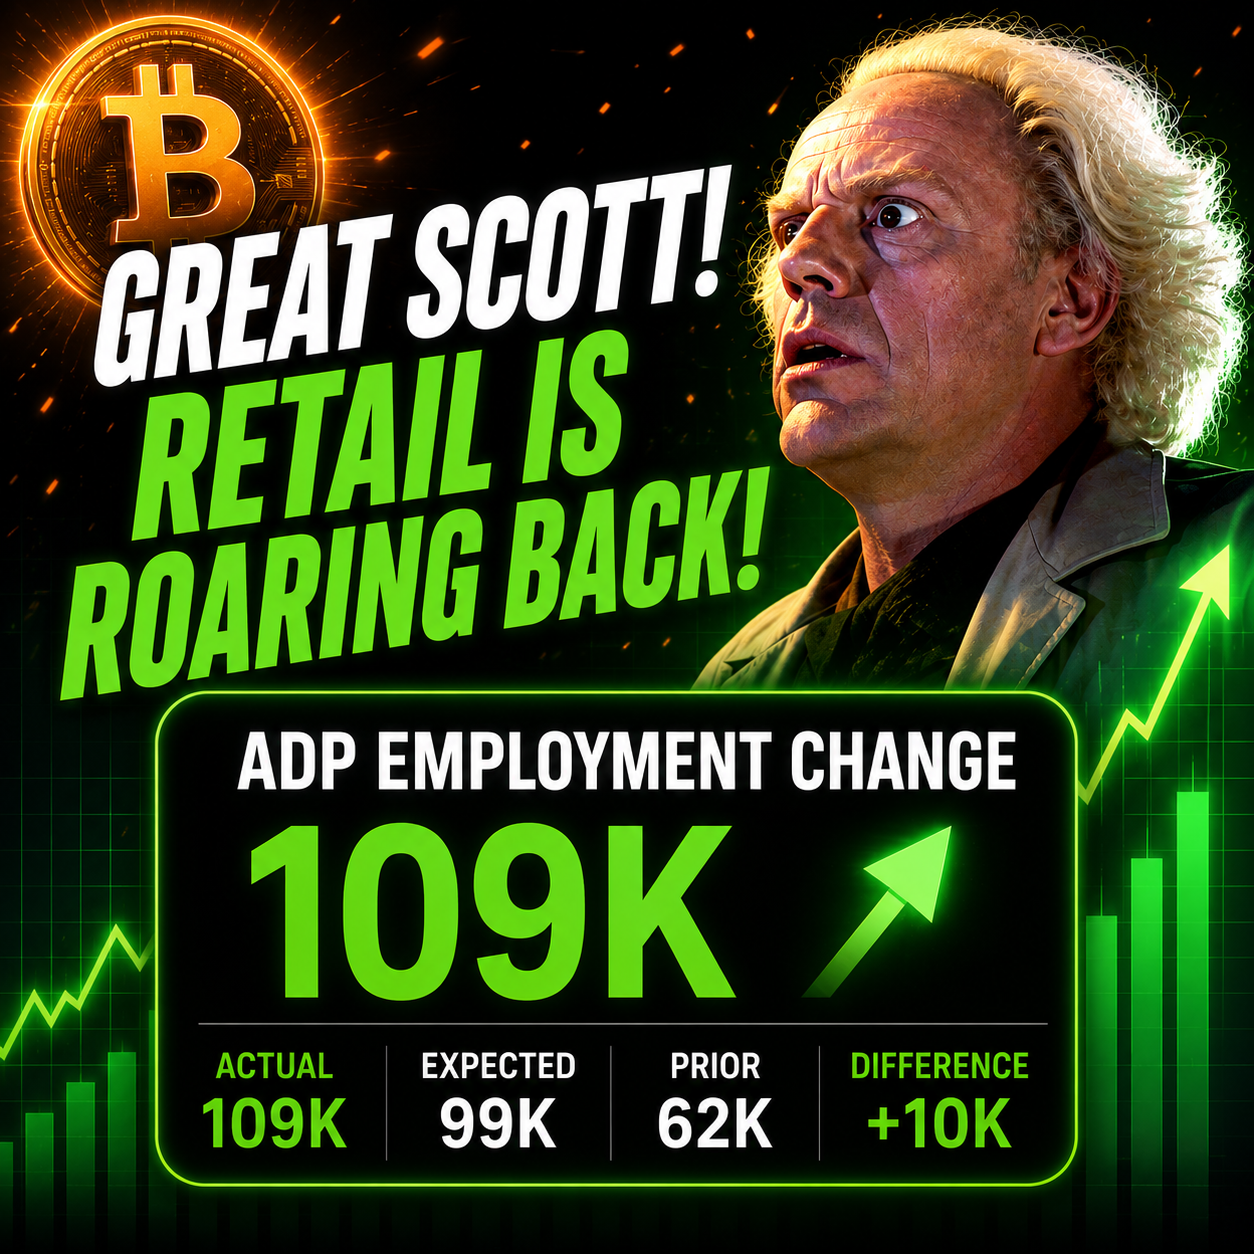 GREAT SCOTT!
RETAIL IS
ROARING BACK!
ADP EMPLOYMENT CHANGE
109K
ACTUAL
109K
EXPECTED
99K
PRIOR
62K
DIFFERENCE
+10K